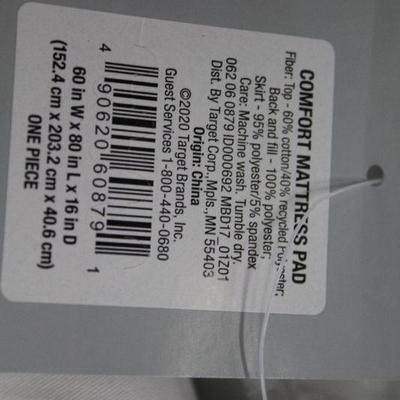 COMFORT MATTRESS PAD
Fiber: Top - 60% cotton/40% recycled Polyester;
Back and fill - 100% polyester;
Skirt - 95% polyester/5% spandex
Care: Machine wash. Tumble dry.
062 06 0879 ID000692 MBD17_01Z01
Dist. By Target Corp., Mpls., MN 55403
Origin: China
©2020 Target Brands, Inc.
Guest Services 1-800-440-0680
4 90620 60879 1
60 in W x 80 in L x 16 in D
(152.4 cm x 203.2 cm x 40.6 cm)
ONE PIECE